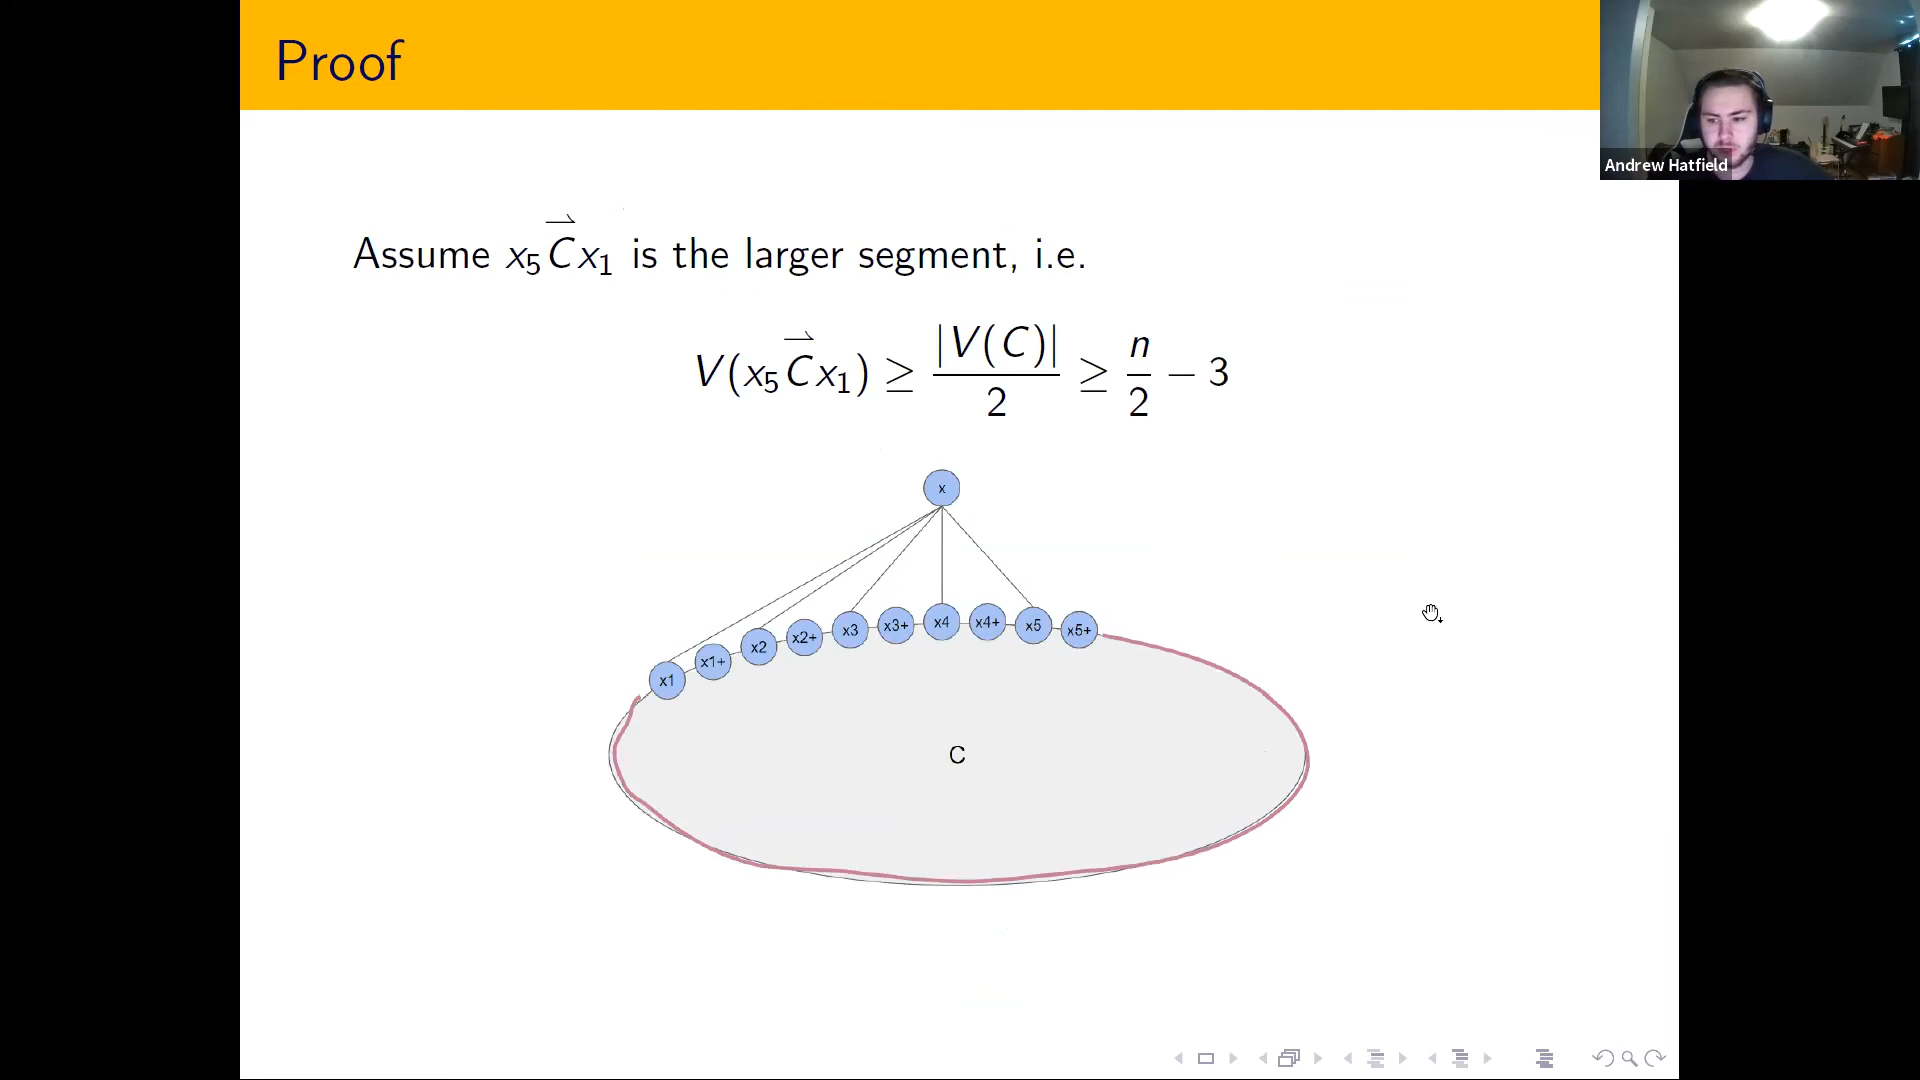 Proof
Andrew Hatfield
Assume x₅C⇀x₁ is the larger segment, i.e.
V(x₅C⇀x₁) ≥ |V(C)|/2 ≥ n/2 − 3
x
x1 x1+ x2 x2+ x3 x3+ x4 x4+ x5 x5+
C